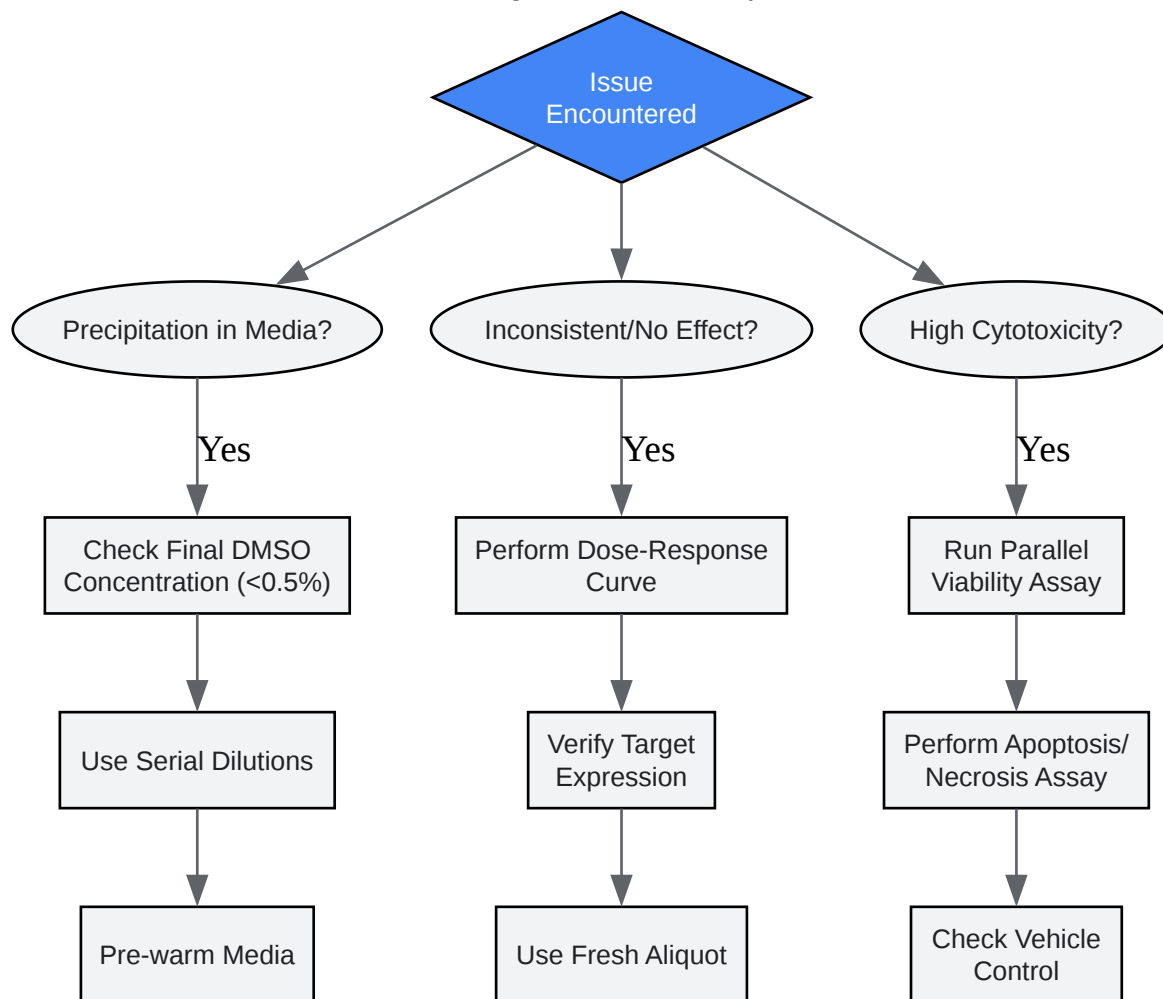 Issue
Encountered
Precipitation in Media?
Inconsistent/No Effect?
High Cytotoxicity?
Yes
Yes
Yes
Check Final DMSO
Concentration (<0.5%)
Perform Dose-Response
Curve
Run Parallel
Viability Assay
Use Serial Dilutions
Verify Target
Expression
Perform Apoptosis/
Necrosis Assay
Pre-warm Media
Use Fresh Aliquot
Check Vehicle
Control